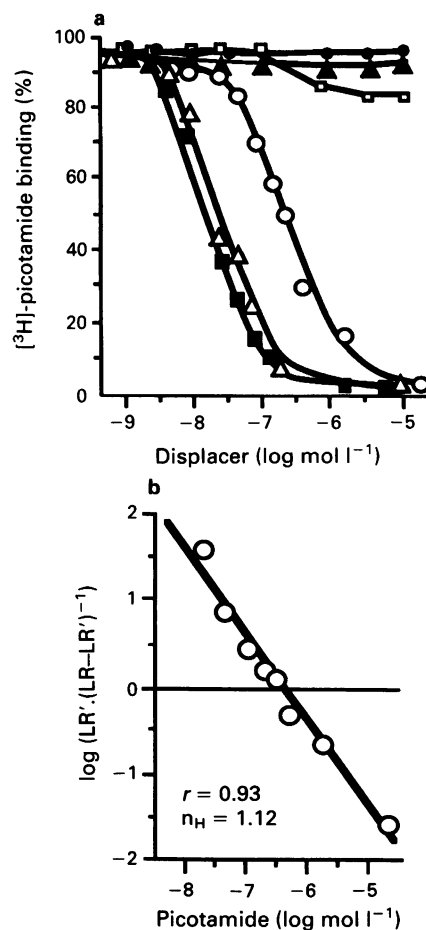 a
[³H]-picotamide binding (%)
100
80
60
40
20
0
−9 −8 −7 −6 −5
Displacer (log mol l⁻¹)
b
log (LR′.(LR–LR′)⁻¹)
2
1
0
−1
−2
r = 0.93
n_H = 1.12
−8 −7 −6 −5
Picotamide (log mol l⁻¹)